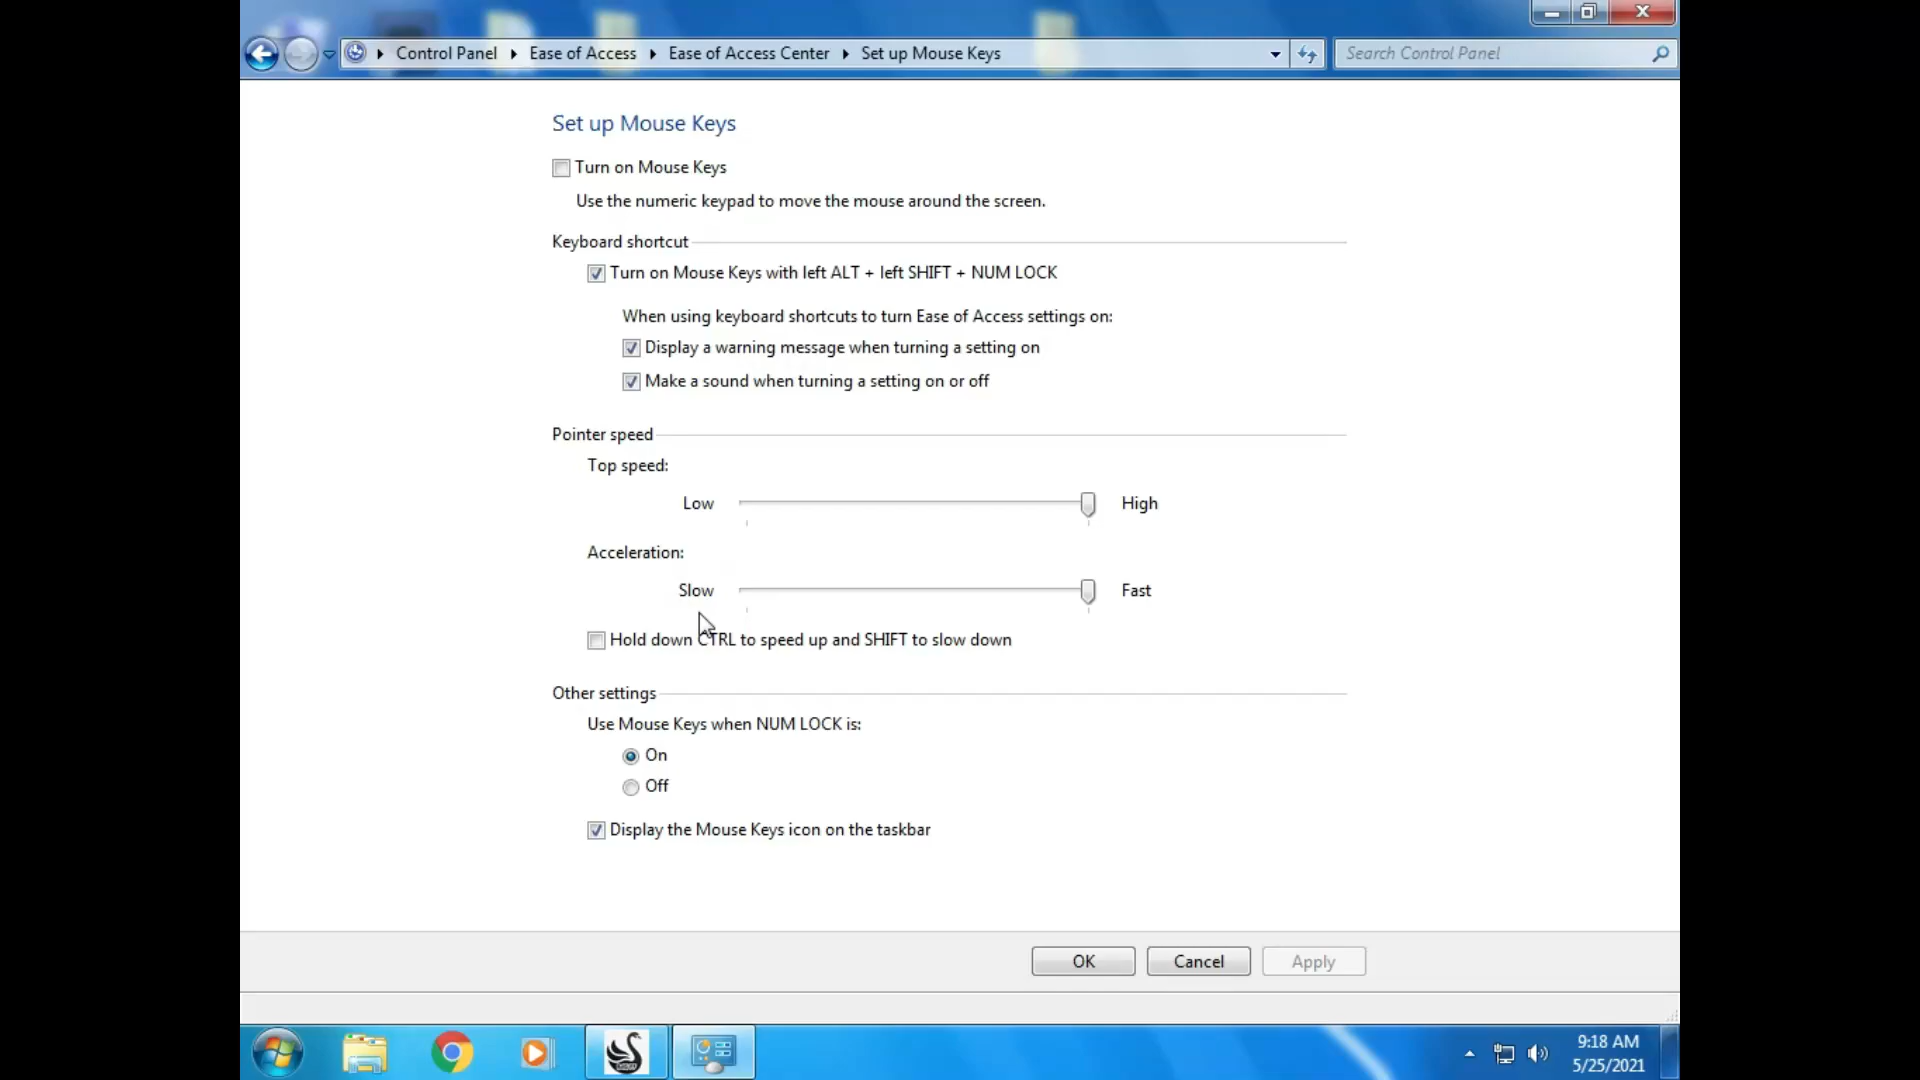 Control Panel Ease of Access Ease of Access Center Set up Mouse Keys Search Control Panel
Set up Mouse Keys
Turn on Mouse Keys
Use the numeric keypad to move the mouse around the screen.
Keyboard shortcut
Turn on Mouse Keys with left ALT + left SHIFT + NUM LOCK
When using keyboard shortcuts to turn Ease of Access settings on:
Display a warning message when turning a setting on
Make a sound when turning a setting on or off
Pointer speed
Top speed:
Low High
Acceleration:
Slow Fast
Hold down CTRL to speed up and SHIFT to slow down
Other settings
Use Mouse Keys when NUM LOCK is:
On
Off
Display the Mouse Keys icon on the taskbar
OK Cancel Apply
9:18 AM
5/25/2021